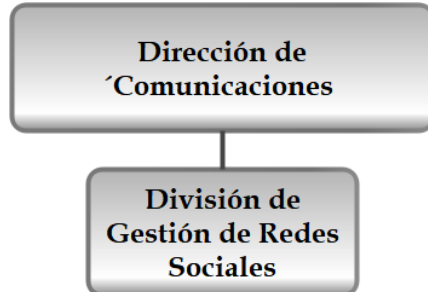 Dirección de
´Comunicaciones
División de
Gestión de Redes
Sociales